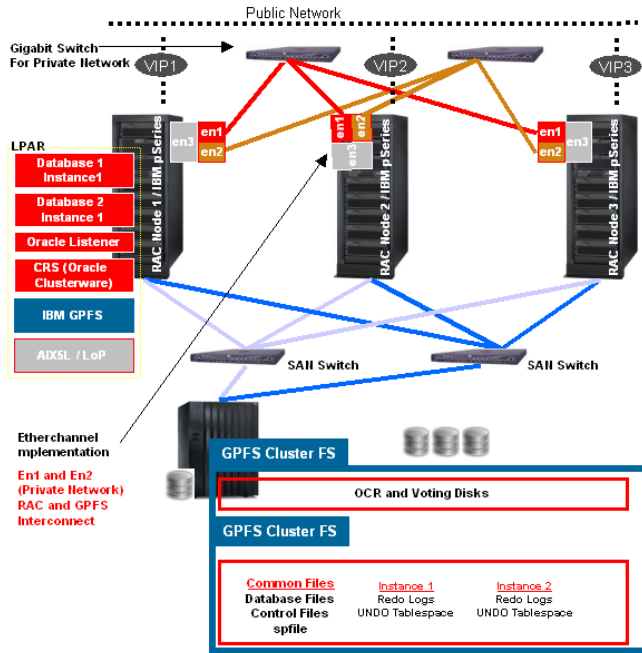 Public Network
Gigabit Switch
For Private Network
VIP1
VIP2
VIP3
en3
en1
en2
en1
en2
en3
en1
en2
en3
LPAR
RAC Node 1 / IBM pSeries
RAC Node 2 / IBM pSeries
RAC Node 3 / IBM pSeries
Database 1
Instance1
Database 2
Instance 1
Oracle Listener
CRS (Oracle
Clusterware)
IBM GPFS
AIX5L / LoP
SAN Switch
SAN Switch
Etherchannel
mplementation
En1 and En2
(Private Network)
RAC and GPFS
Interconnect
GPFS Cluster FS
OCR and Voting Disks
GPFS Cluster FS
Common Files
Database Files
Control Files
spfile
Instance 1
Redo Logs
UNDO Tablespace
Instance 2
Redo Logs
UNDO Tablespace